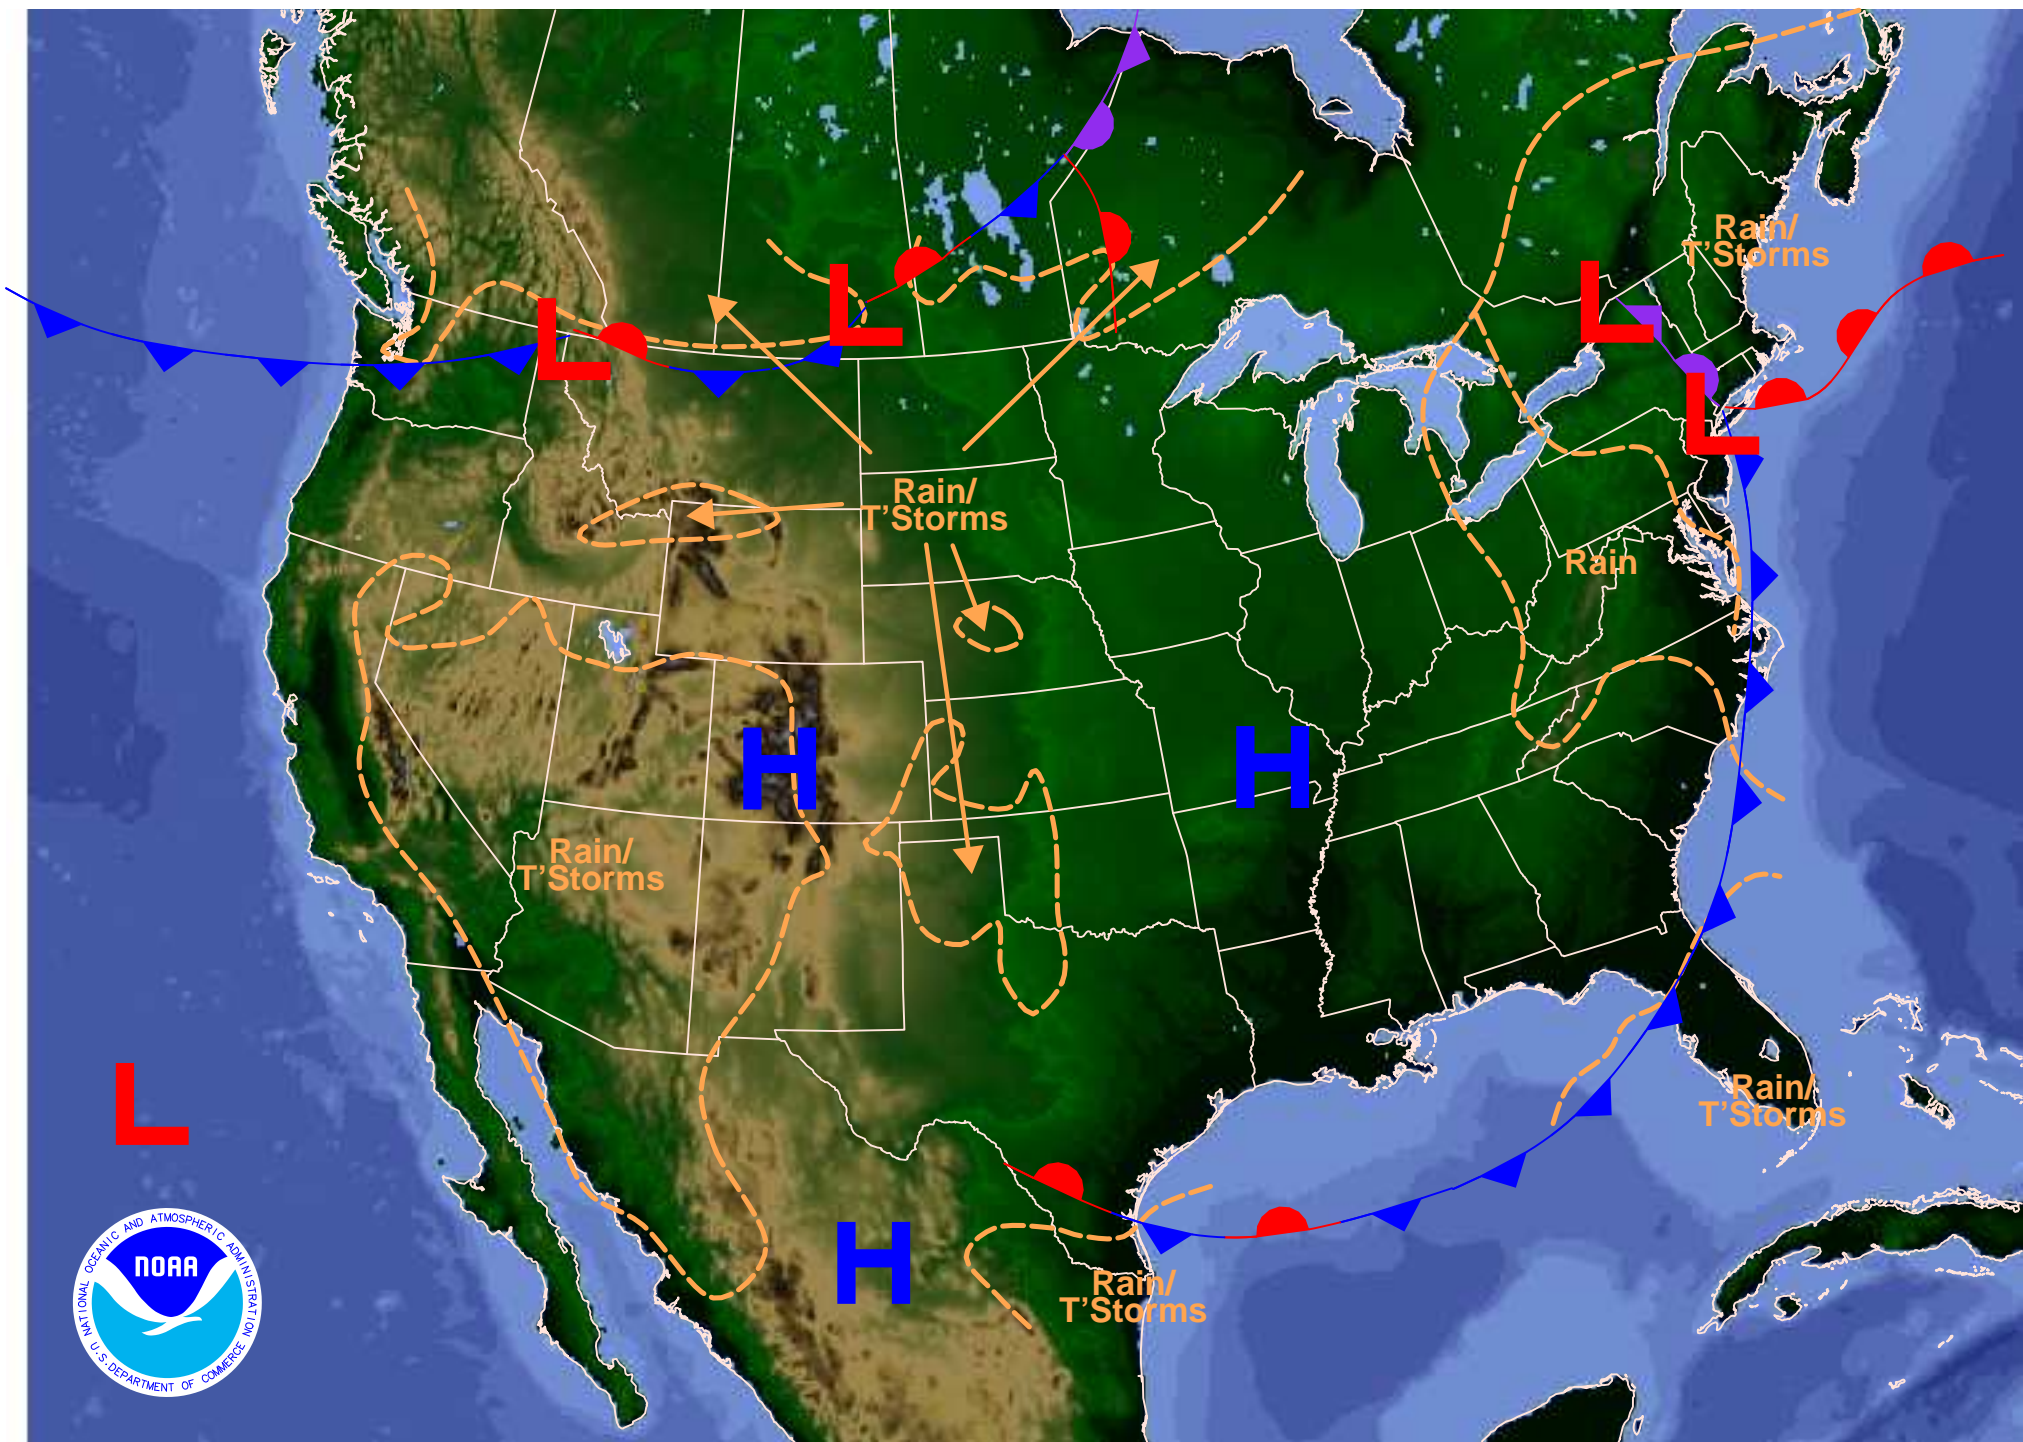 Rain/
T'Storms
L
L
L
L
Rain/
T'Storms
Rain
H
H
Rain/
T'Storms
L
Rain/
T'Storms
H
Rain/
T'Storms
NATIONAL OCEANIC AND ATMOSPHERIC ADMINISTRATION
NOAA
U.S. DEPARTMENT OF COMMERCE